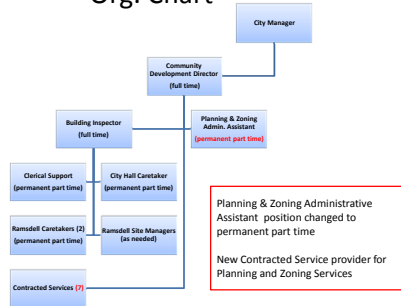 Org. Chart
City Manager
Community
Development Director
(full time)
Building Inspector
(full time)
Planning & Zoning
Admin. Assistant
(permanent part time)
Clerical Support
(permanent part time)
City Hall Caretaker
(permanent part time)
Ramsdell Caretakers (2)
(permanent part time)
Ramsdell Site Managers
(as needed)
Contracted Services (7)
Planning & Zoning Administrative
Assistant position changed to
permanent part time
New Contracted Service provider for
Planning and Zoning Services